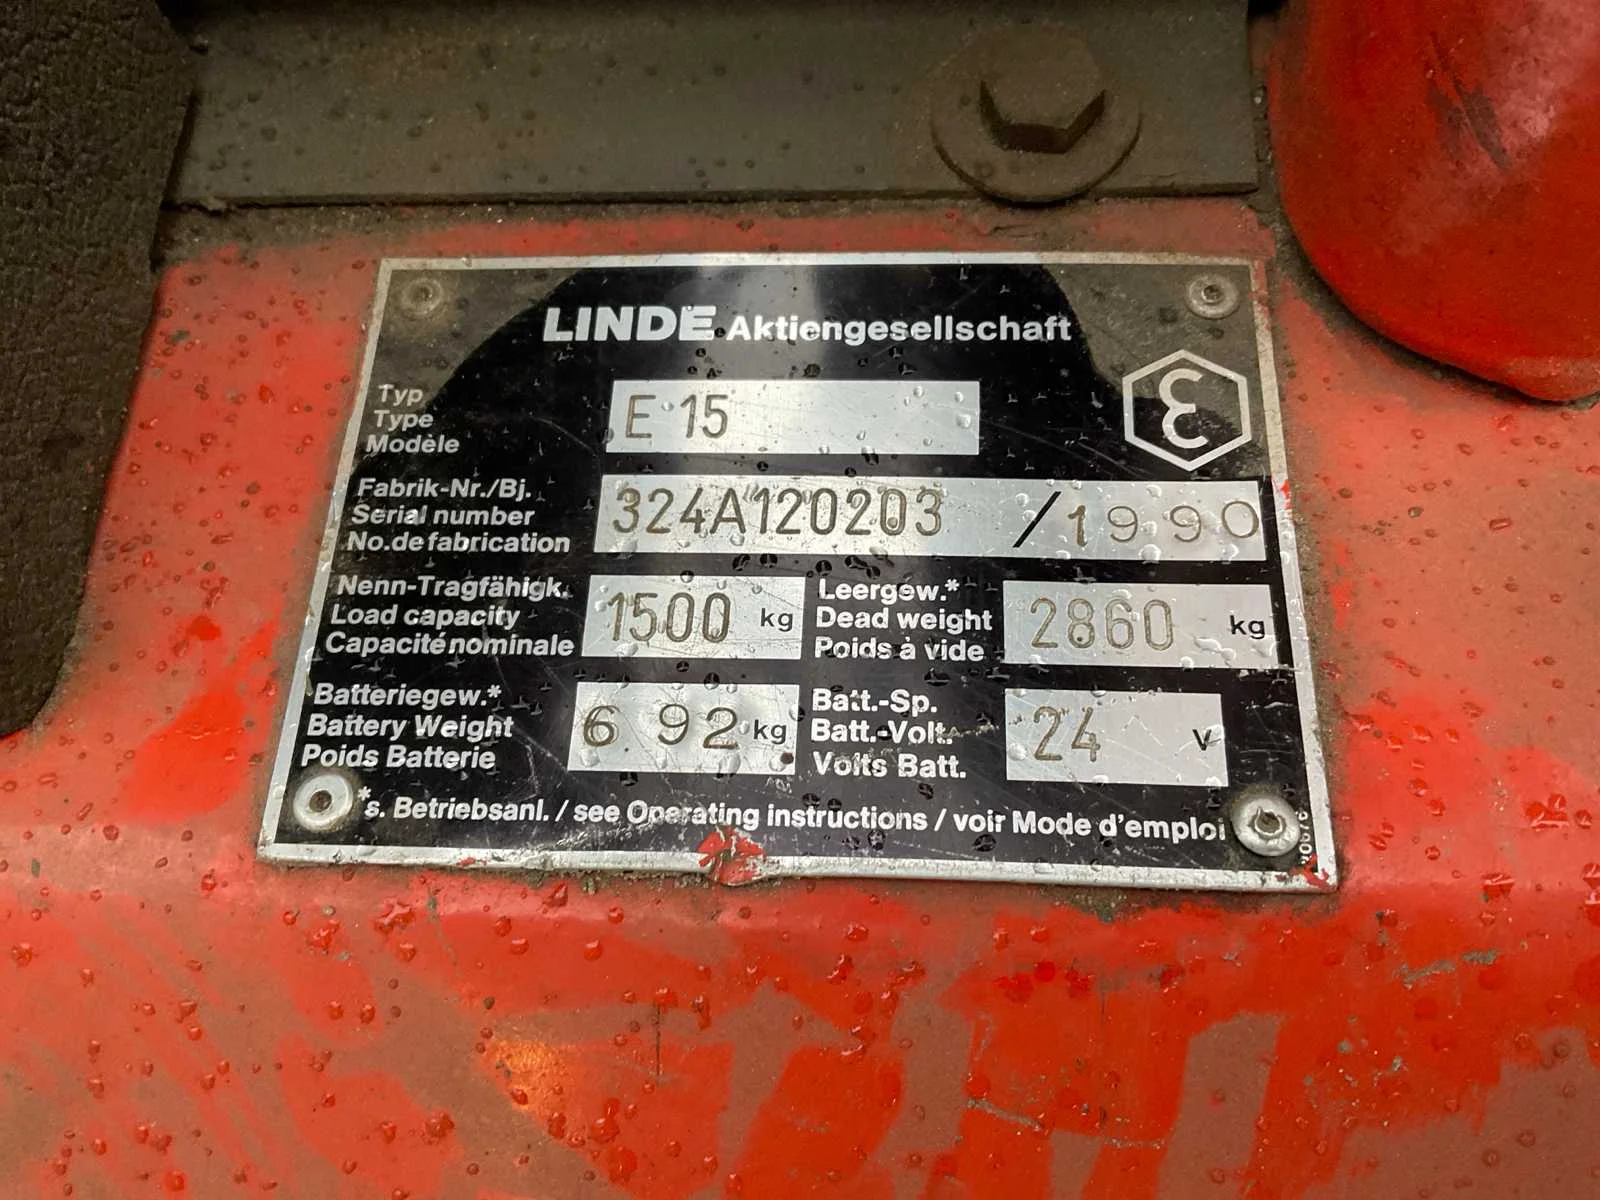 LINDE Aktiengesellschaft
Typ
Type
Modèle
E 15
Fabrik-Nr./Bj.
Serial number
No.de fabrication
324A120203 / 1990
Nenn-Tragfähigk.
Load capacity
Capacité nominale
1500 kg
Leergew.*
Dead weight
Poids à vide
2860 kg
Batteriegew.*
Battery Weight
Poids Batterie
692 kg
Batt.-Sp.
Batt.-Volt.
Volts Batt.
24 V
*s. Betriebsanl. / see Operating instructions / voir Mode d'emploi